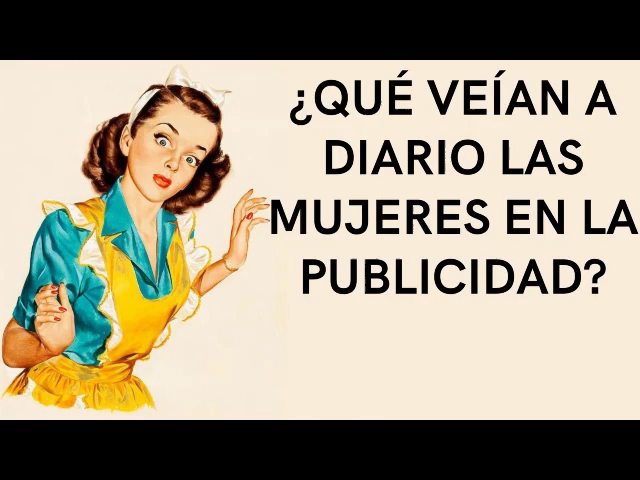 ¿QUÉ VEÍAN A
DIARIO LAS
MUJERES EN LA
PUBLICIDAD?